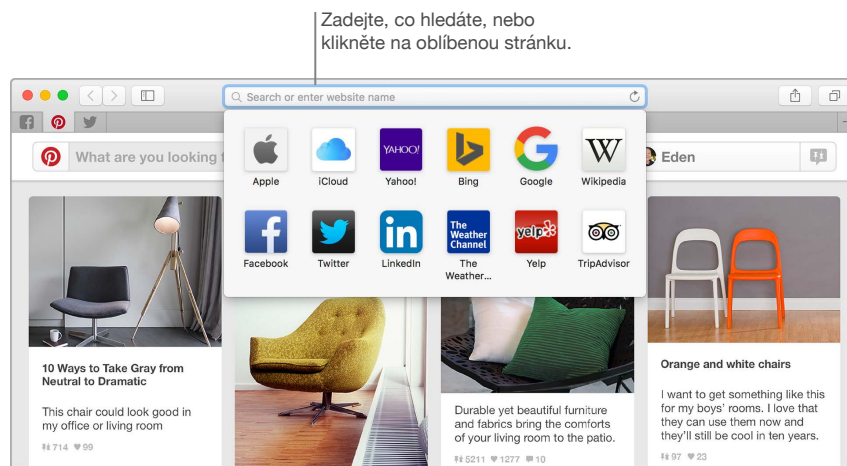 Zadejte, co hledáte, nebo
klikněte na oblíbenou stránku.
Search or enter website name
What are you looking f
Eden
YAHOO!
W
Apple
iCloud
Yahoo!
Bing
Google
Wikipedia
in
The
Weather
Channel
yelp
Facebook
Twitter
LinkedIn
The
Weather...
Yelp
TripAdvisor
10 Ways to Take Gray from
Neutral to Dramatic
This chair could look good in
my office or living room
714 99
Durable yet beautiful furniture
and fabrics bring the comforts
of your living room to the patio.
5211 1277 10
Orange and white chairs
I want to get something like this
for my boys' rooms. I love that
they can use them now and
they'll still be cool in ten years.
97 23